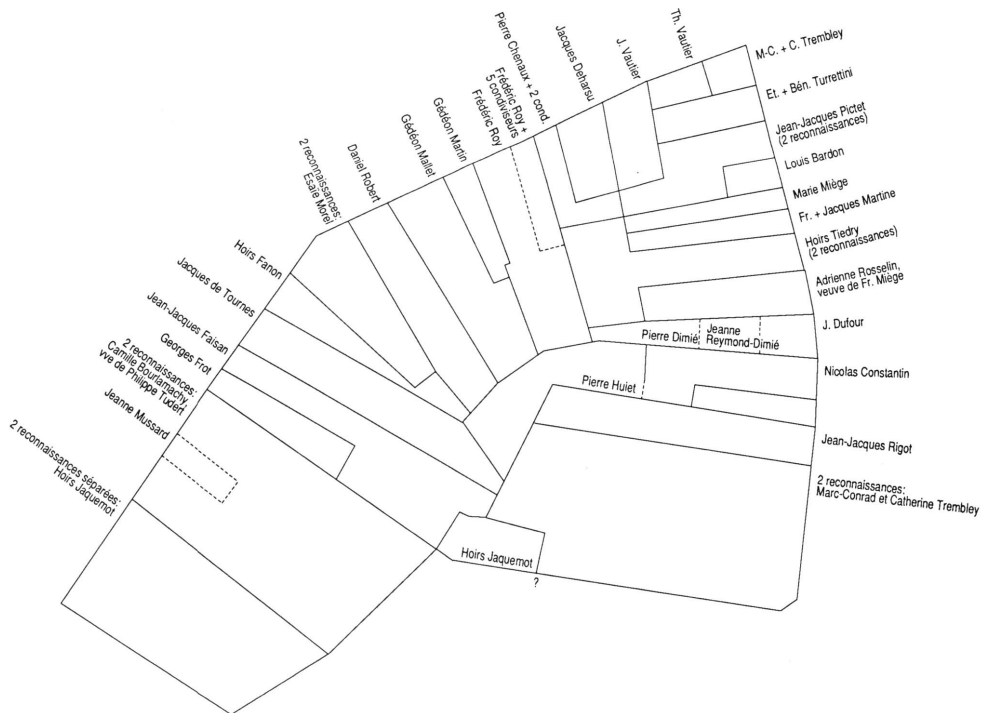 2 reconnaissances séparées:
Hoirs Jaquemot
Jeanne Mussard
2 reconnaissances:
Camille Bourlamachy,
vve de Philippe Tudert
Georges Frot
Jean-Jacques Faisan
Jacques de Tournes
Hoirs Fanon
2 reconnaissances:
Esaïe Morel
Daniel Robert
Gédéon Mallet
Gédéon Martin
Frédéric Roy
Frédéric Roy +
5 condiviseurs
Pierre Chenaux + 2 cond.
Jacques Deharsu
J. Vautier
Th. Vautier
M-C. + C. Trembley
Et. + Bén. Turrettini
Jean-Jacques Pictet
(2 reconnaissances)
Louis Bardon
Marie Miège
Fr. + Jacques Martine
Hoirs Tiedry
(2 reconnaissances)
Adrienne Rosselin,
veuve de Fr. Miège
J. Dufour
Pierre Dimié
Jeanne
Reymond-Dimié
Nicolas Constantin
Pierre Huiet
Jean-Jacques Rigot
2 reconnaissances:
Marc-Conrad et Catherine Trembley
Hoirs Jaquemot
?